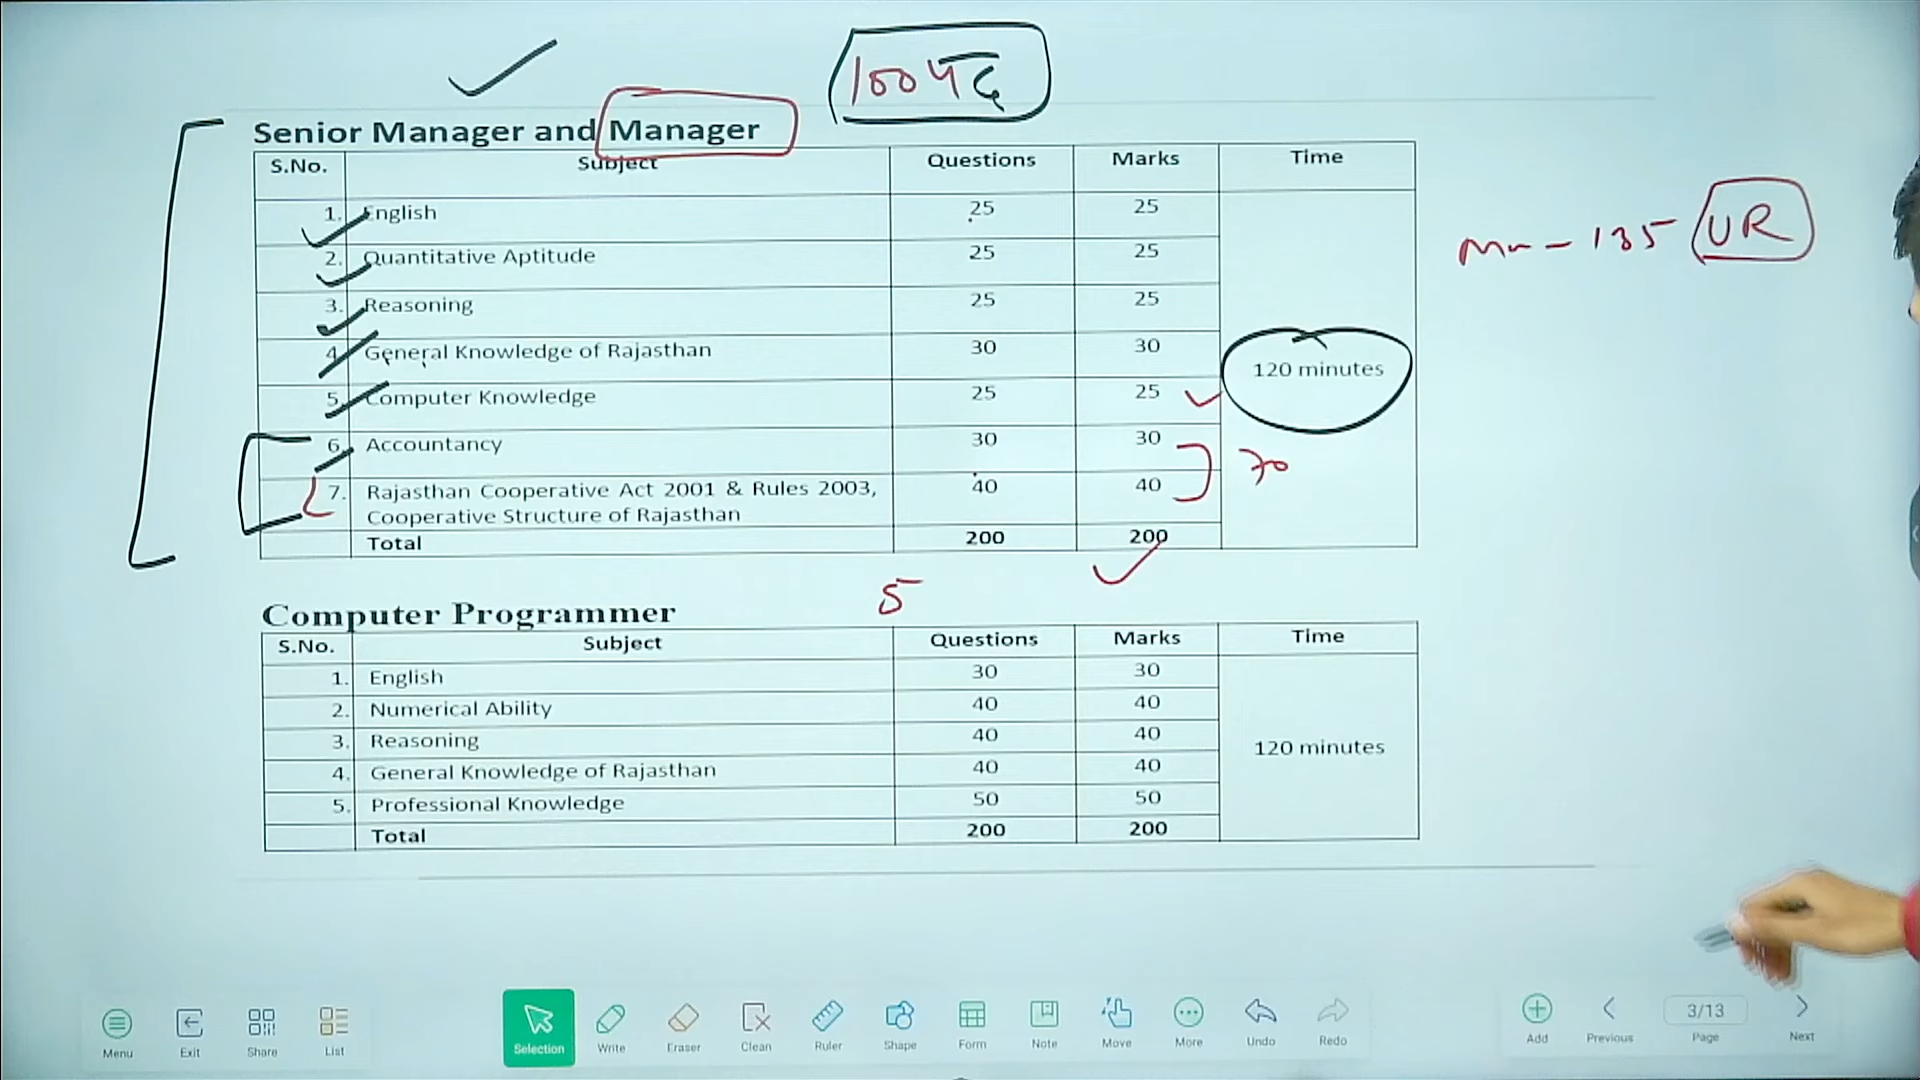 Senior Manager and Manager
S.No. Subject Questions Marks Time
1. English 25 25
2. Quantitative Aptitude 25 25
3. Reasoning 25 25
4. General Knowledge of Rajasthan 30 30
120 minutes
5. Computer Knowledge 25 25
6. Accountancy 30 30
7. Rajasthan Cooperative Act 2001 & Rules 2003, 40 40
Cooperative Structure of Rajasthan
Total 200 200
70
135 UR
5
Computer Programmer
S.No. Subject Questions Marks Time
1. English 30 30
2. Numerical Ability 40 40
3. Reasoning 40 40
120 minutes
4. General Knowledge of Rajasthan 40 40
5. Professional Knowledge 50 50
Total 200 200
Menu Exit Share List Selection Write Eraser Clean Ruler Shape Form Note Move More Undo Redo Add Previous 3/13 Page Next